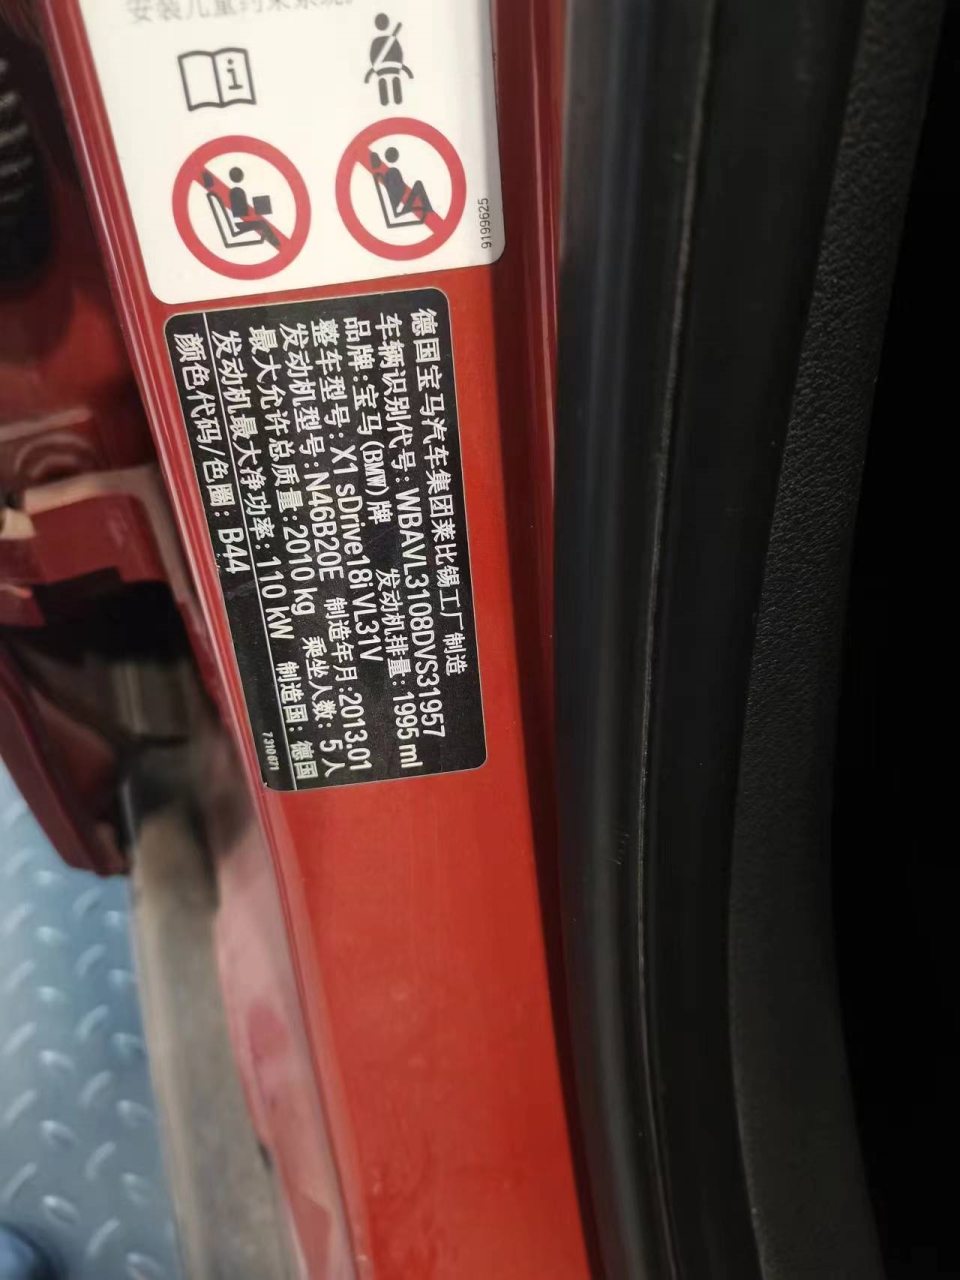 安装儿童约束系统。
9199625
德国宝马汽车集团莱比锡工厂制造
车辆识别代号：WBAVL3108DVS31957
品牌：宝马(BMW)牌 发动机排量：1995 ml
整车型号：X1 sDrive18i VL31V
发动机型号：N46B20E 制造年月：2013.01
最大允许总质量：2010 kg 乘坐人数：5人
发动机最大净功率：110 kW 制造国：德国
颜色代码/色圈：B44
7310671